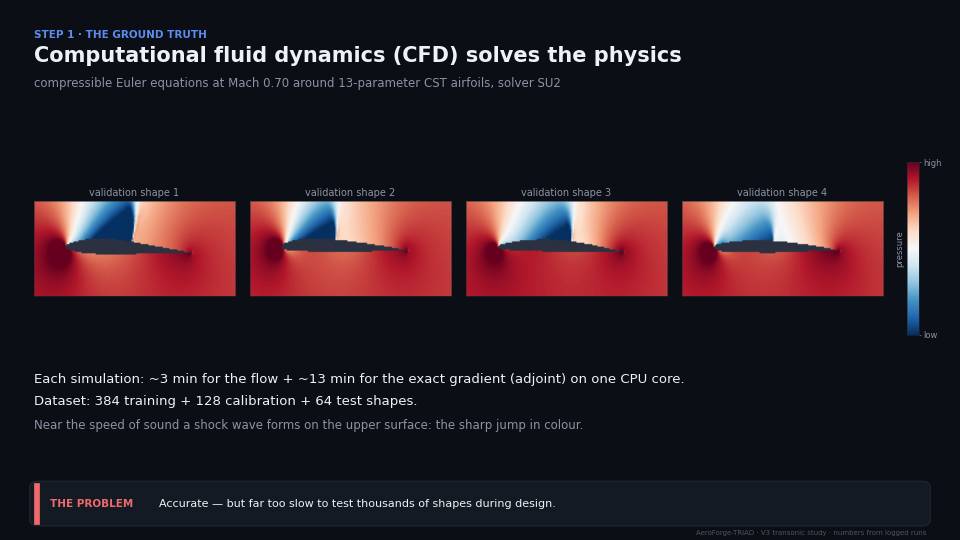 STEP 1 · THE GROUND TRUTH
Computational fluid dynamics (CFD) solves the physics
compressible Euler equations at Mach 0.70 around 13-parameter CST airfoils, solver SU2
validation shape 1
validation shape 2
validation shape 3
validation shape 4
high
pressure
low
Each simulation: ~3 min for the flow + ~13 min for the exact gradient (adjoint) on one CPU core.
Dataset: 384 training + 128 calibration + 64 test shapes.
Near the speed of sound a shock wave forms on the upper surface: the sharp jump in colour.
THE PROBLEM Accurate — but far too slow to test thousands of shapes during design.
AeroForge-TRIAD · V3 transonic study · numbers from logged runs